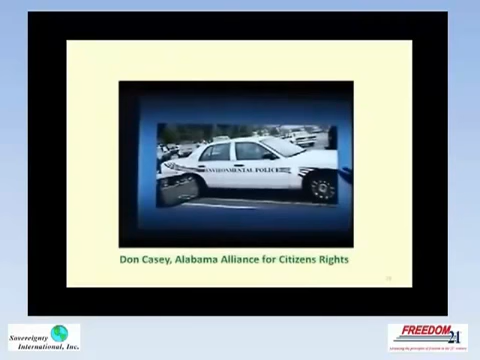 ENVIRONMENTAL POLICE
Don Casey, Alabama Alliance for Citizens Rights
Sovereignty
International, Inc.
FREEDOM
21